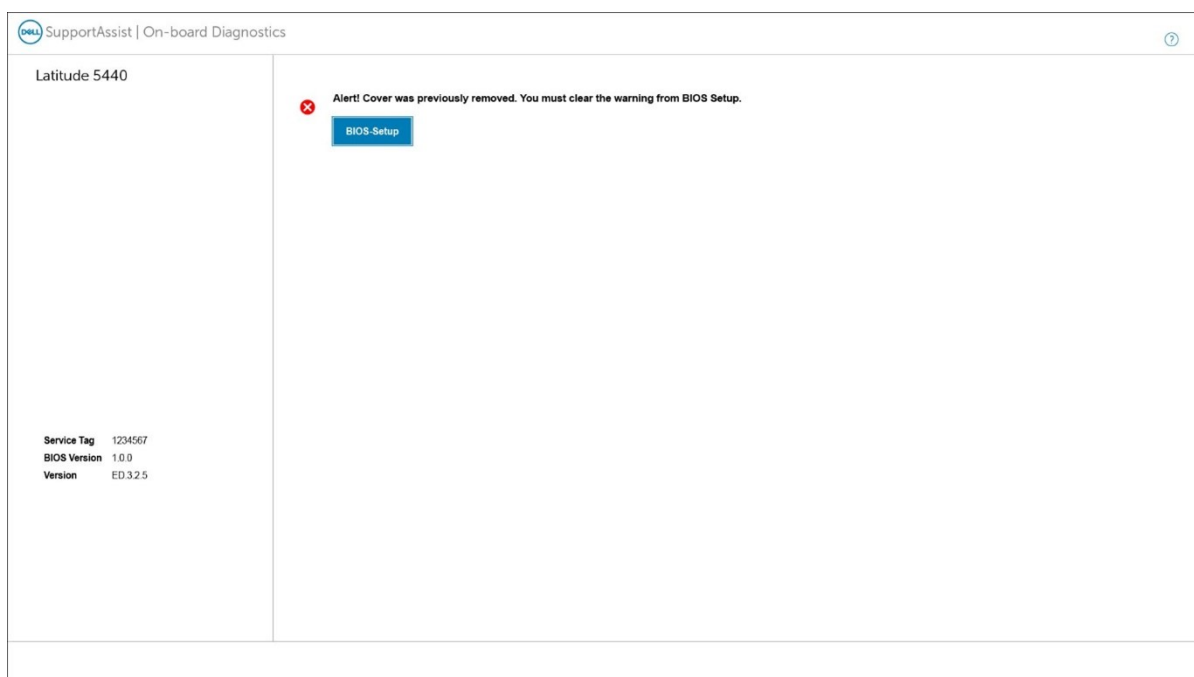 DELL SupportAssist | On-board Diagnostics
?
Latitude 5440
Alert! Cover was previously removed. You must clear the warning from BIOS Setup.
BIOS-Setup
Service Tag 1234567
BIOS Version 1.0.0
Version ED.3.2.5